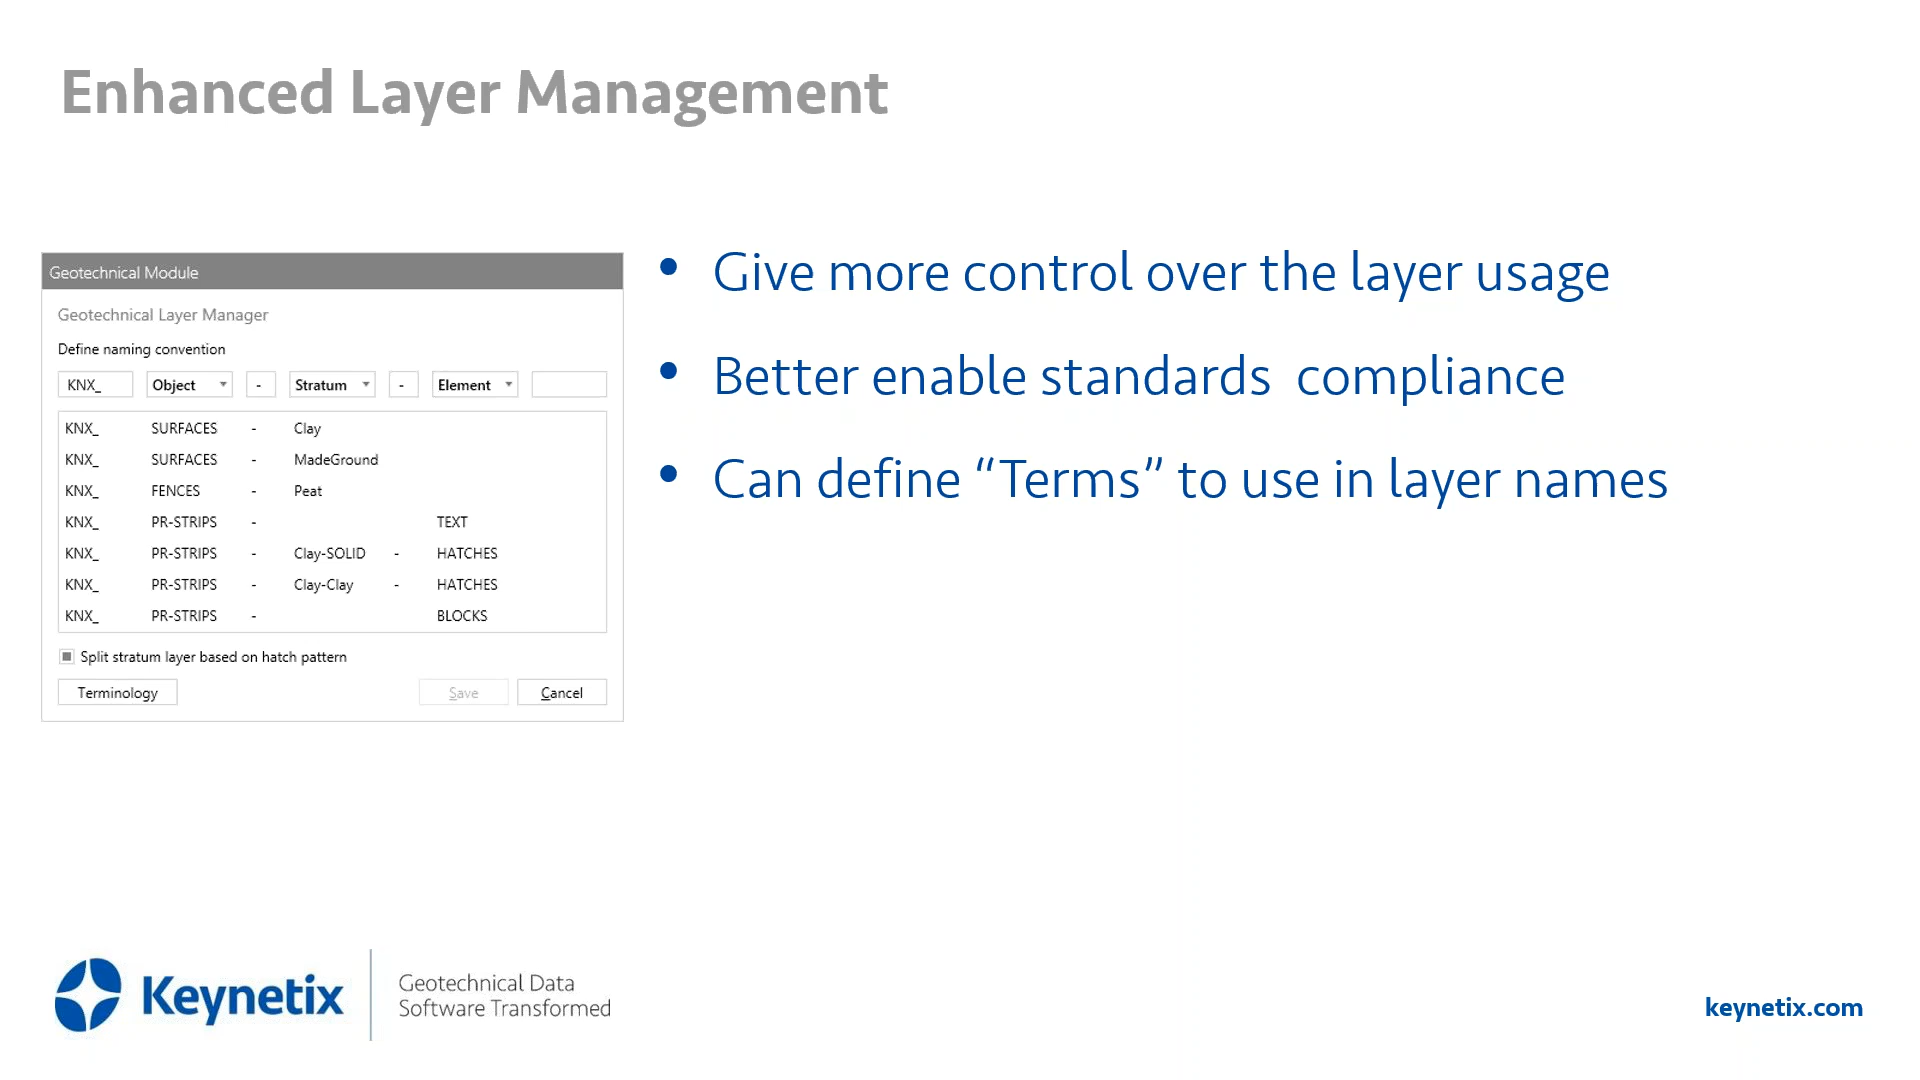 Enhanced Layer Management
Geotechnical Module
Geotechnical Layer Manager
Define naming convention
KNX_ Object - Stratum - Element
KNX_ SURFACES - Clay
KNX_ SURFACES - MadeGround
KNX_ FENCES - Peat
KNX_ PR-STRIPS - TEXT
KNX_ PR-STRIPS - Clay-SOLID - HATCHES
KNX_ PR-STRIPS - Clay-Clay - HATCHES
KNX_ PR-STRIPS - BLOCKS
Split stratum layer based on hatch pattern
Terminology Save Cancel
• Give more control over the layer usage
• Better enable standards compliance
• Can define “Terms” to use in layer names
Keynetix
Geotechnical Data
Software Transformed
keynetix.com